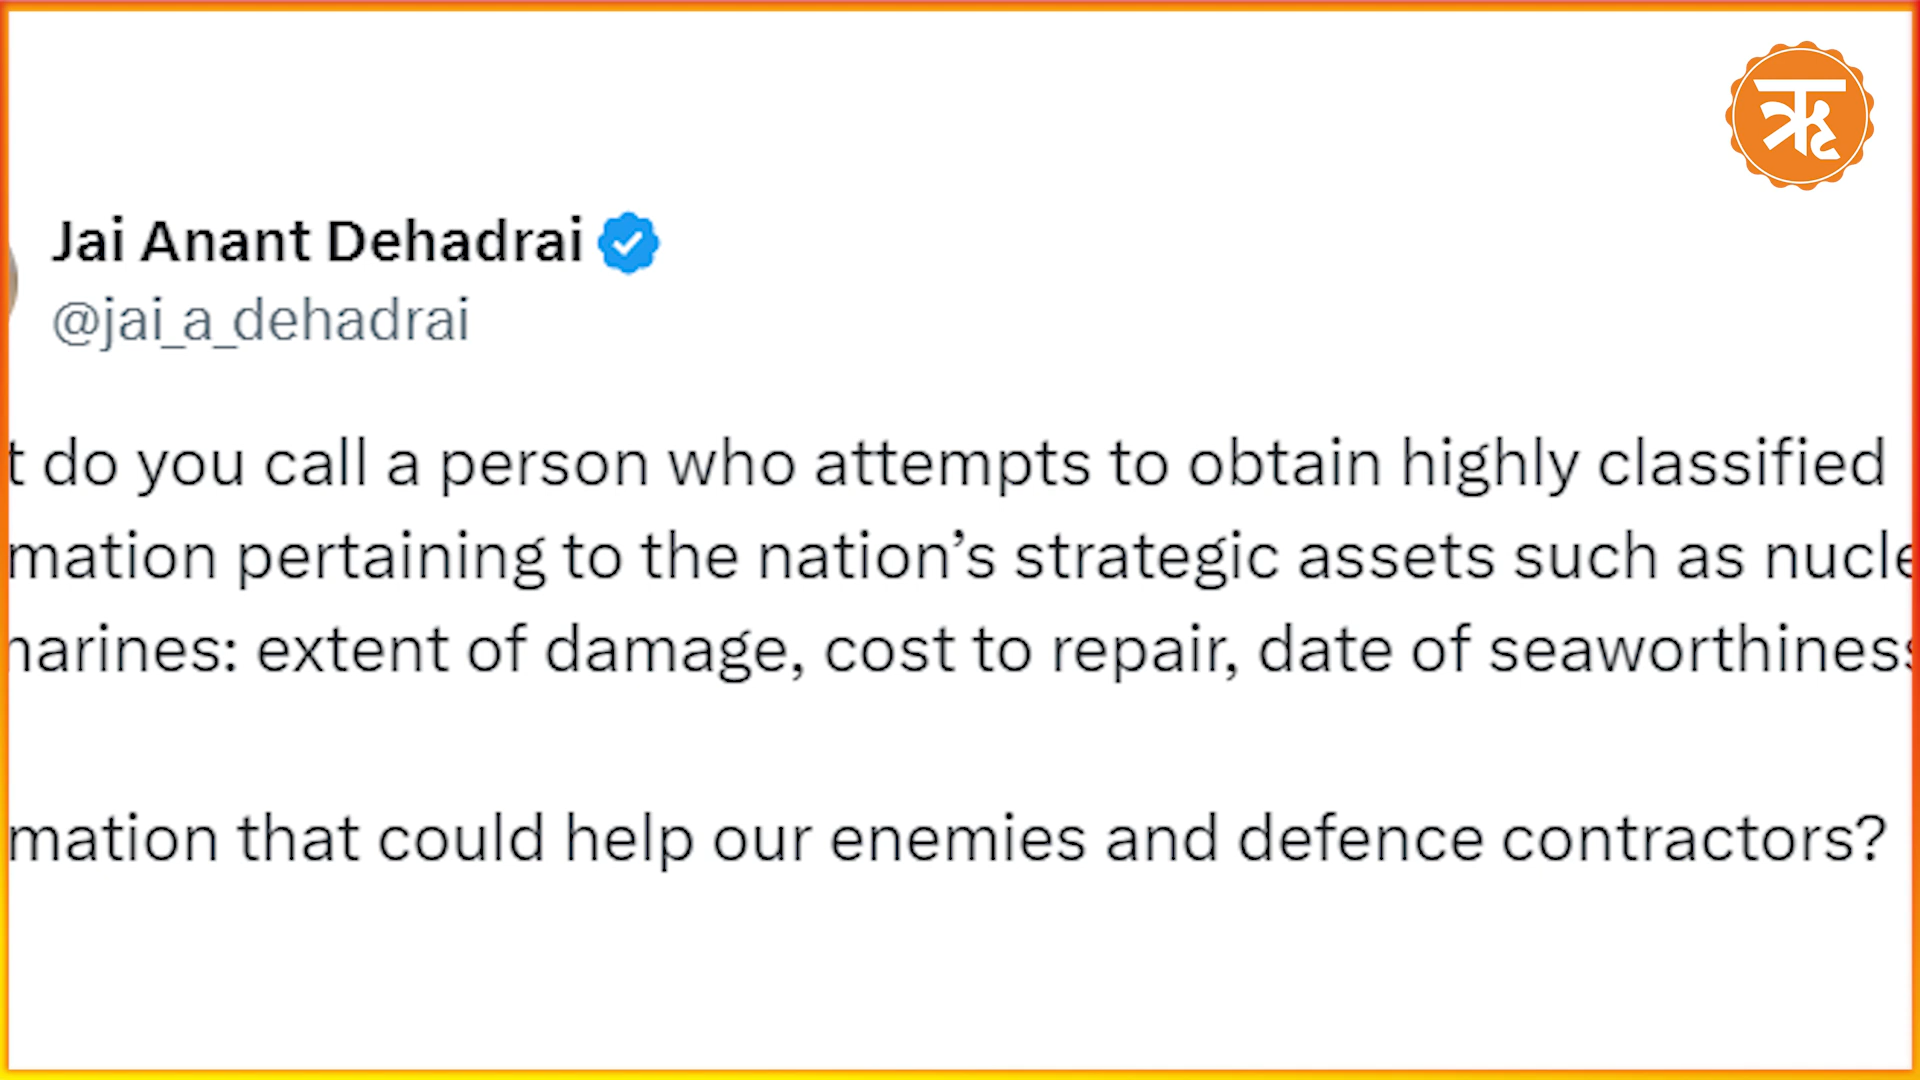 ऋ
Jai Anant Dehadrai
@jai_a_dehadrai
t do you call a person who attempts to obtain highly classified
mation pertaining to the nation’s strategic assets such as nucle
narines: extent of damage, cost to repair, date of seaworthiness
mation that could help our enemies and defence contractors?